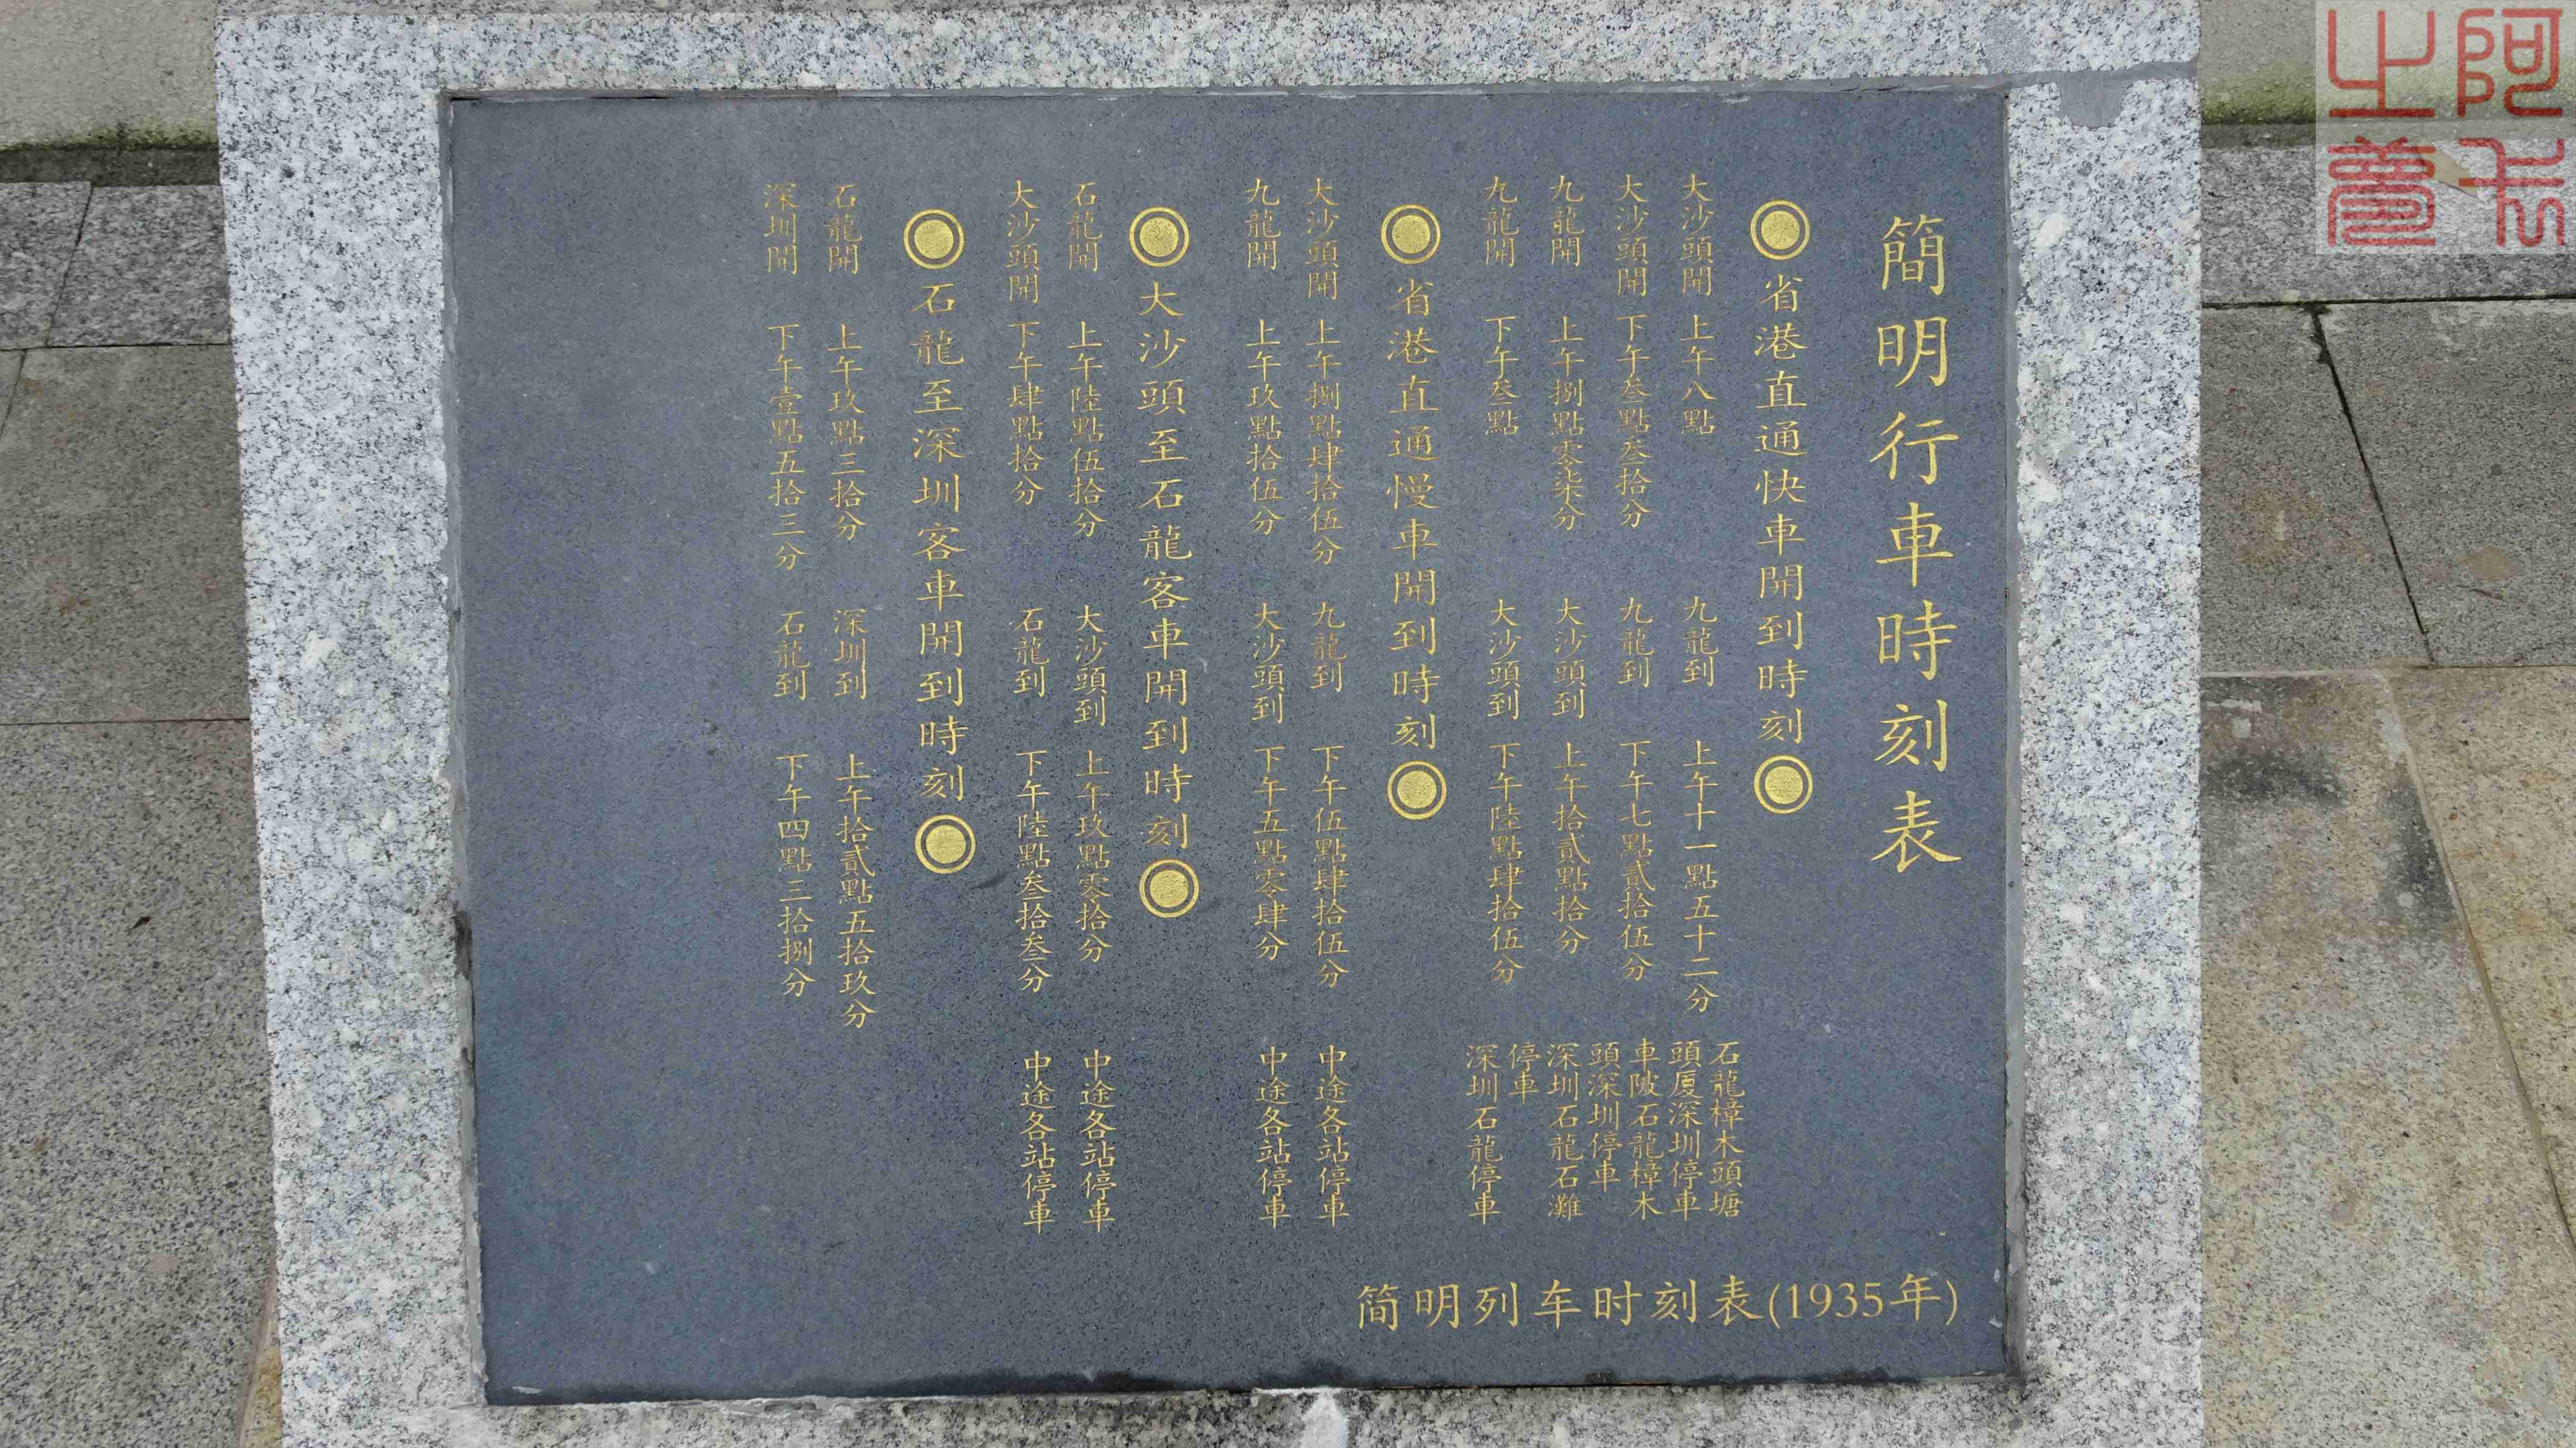 簡明行車時刻表
省港直通快車開到時刻
大沙頭開 上午八點 九龍到 上午十一點五十二分 石龍樟木頭塘頭厦深圳停車
大沙頭開 下午叁點叁拾分 九龍到 下午七點貳拾伍分 車陂石龍樟木頭深圳停車
九龍開 上午捌點零柒分 大沙頭到 上午拾貳點拾分 深圳石龍石灘停車
九龍開 下午叁點 大沙頭到 下午陸點肆拾伍分 深圳石龍停車
省港直通慢車開到時刻
大沙頭開 上午捌點肆拾伍分 九龍到 下午伍點肆拾伍分 中途各站停車
九龍開 上午玖點拾伍分 大沙頭到 下午五點零肆分 中途各站停車
大沙頭至石龍客車開到時刻
石龍開 上午陸點伍拾分 大沙頭到 上午玖點零拾分 中途各站停車
大沙頭開 下午肆點拾分 石龍到 下午陸點叁拾叁分 中途各站停車
石龍至深圳客車開到時刻
石龍開 上午玖點三拾分 深圳到 上午拾貳點五拾玖分
深圳開 下午壹點五拾三分 石龍到 下午四點三拾捌分
简明列车时刻表(1935年)